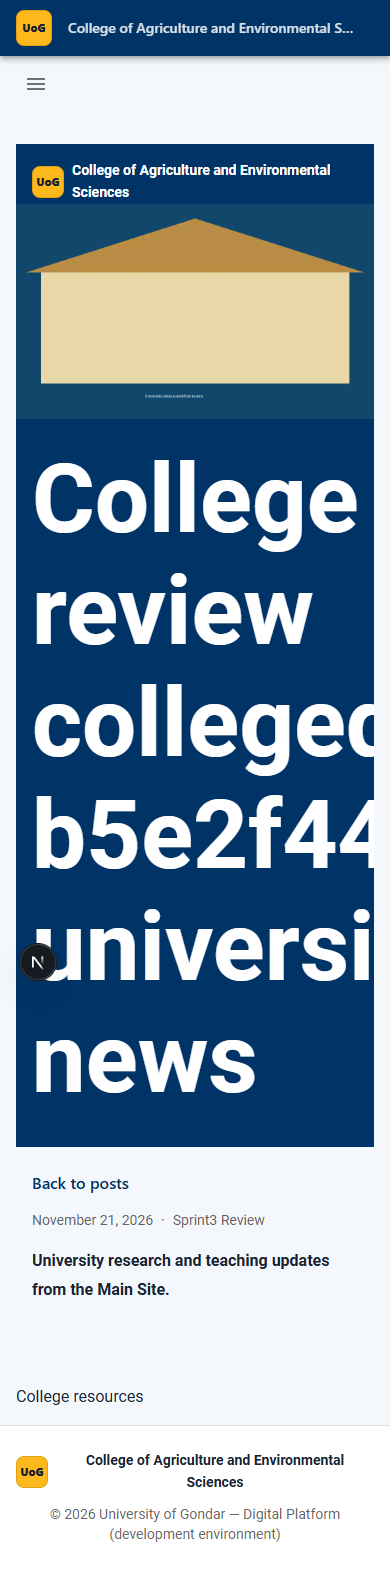 UoG College of Agriculture and Environmental S...
UoG College of Agriculture and Environmental
Sciences
College
review
b5e2f44
news
Back to posts
November 21, 2026 · Sprint3 Review
University research and teaching updates
from the Main Site.
College resources
UoG College of Agriculture and Environmental
Sciences
© 2026 University of Gondar — Digital Platform
(development environment)